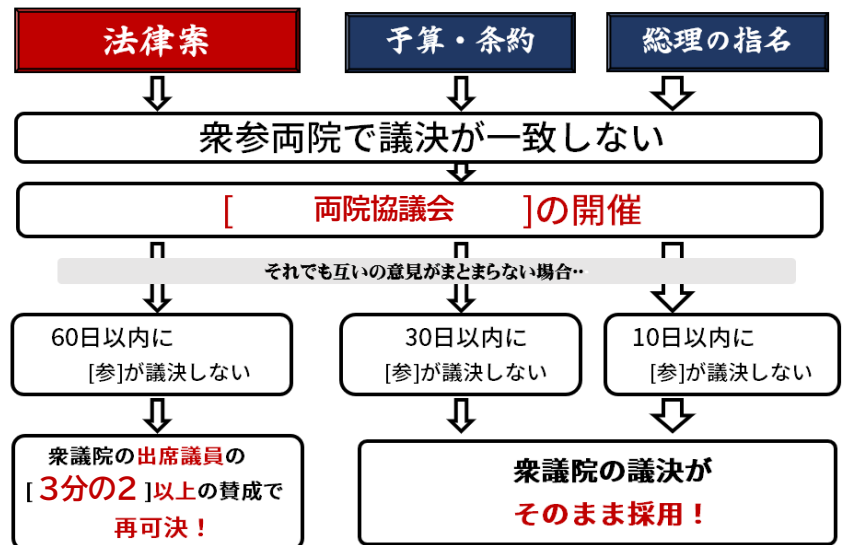 法律案
予算・条約
総理の指名
衆参両院で議決が一致しない
[ 両院協議会 ]の開催
それでも互いの意見がまとまらない場合‥
60日以内に
[参]が議決しない
30日以内に
[参]が議決しない
10日以内に
[参]が議決しない
衆議院の出席議員の
[ 3分の2 ]以上の賛成で
再可決！
衆議院の議決が
そのまま採用！